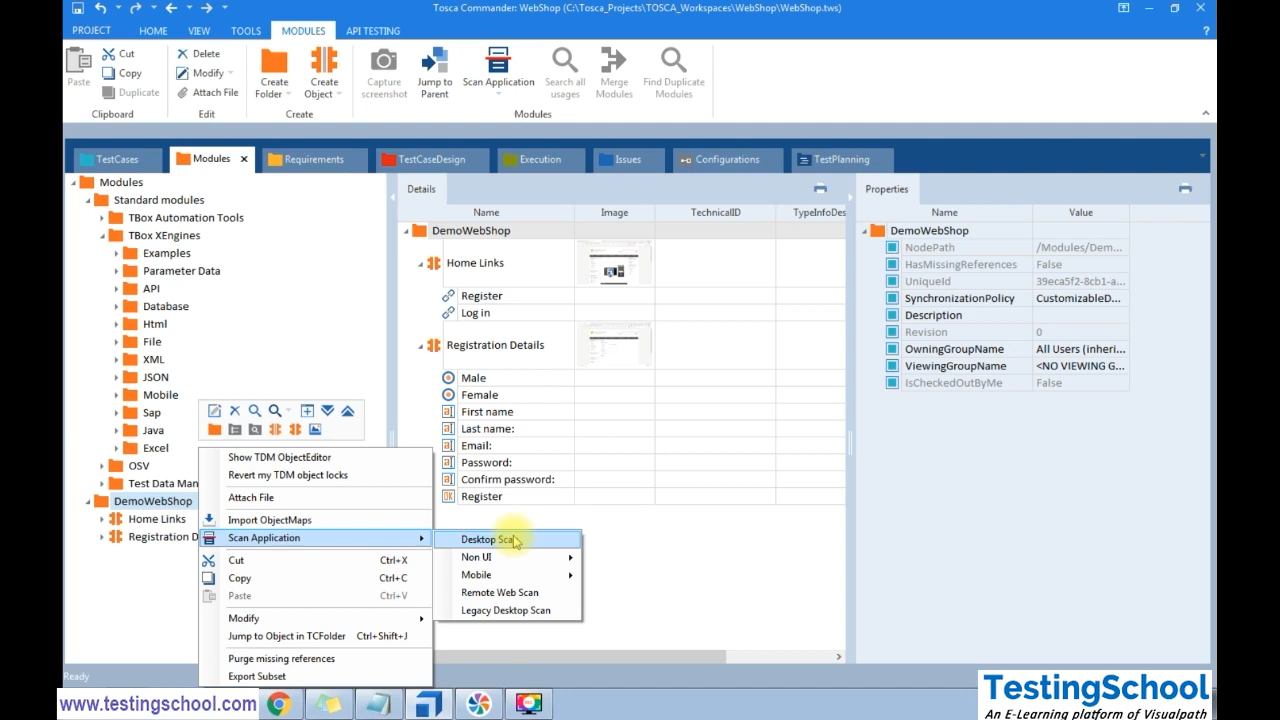 Tosca Commander: WebShop (C:\Tosca_Projects\TOSCA_Workspaces\WebShop\WebShop.tws)
PROJECT HOME VIEW TOOLS MODULES API TESTING ?
Paste Cut Copy Duplicate Delete Modify Attach File
Create Folder Create Object Capture screenshot Jump to Parent Scan Application Search all usages Merge Modules Find Duplicate Modules
Clipboard Edit Create Modules
TestCases Modules Requirements TestCaseDesign Execution Issues Configurations TestPlanning
Modules
Standard modules
TBox Automation Tools
TBox XEngines
Examples
Parameter Data
API
Database
Html
File
XML
JSON
Mobile
Sap
Java
Excel
OSV
Test Data Man
DemoWebShop
Home Links
Registration D
Show TDM ObjectEditor
Revert my TDM object locks
Attach File
Import ObjectMaps
Scan Application
Cut Ctrl+X
Copy Ctrl+C
Paste Ctrl+V
Modify
Jump to Object in TCFolder Ctrl+Shift+J
Purge missing references
Export Subset
Desktop Scan
Non UI
Mobile
Remote Web Scan
Legacy Desktop Scan
Details
Name Image TechnicalID TypeInfoDes
DemoWebShop
Home Links
Register
Log in
Registration Details
Male
Female
First name
Last name:
Email:
Password:
Confirm password:
Register
Properties
Name Value
DemoWebShop
NodePath /Modules/Dem...
HasMissingReferences False
UniqueId 39eca5f2-8cb1-a...
SynchronizationPolicy CustomizableD...
Description
Revision 0
OwningGroupName All Users (inheri...
ViewingGroupName <NO VIEWING G...
IsCheckedOutByMe False
Ready
www.testingschool.com
TestingSchool
An E-Learning platform of Visualpath